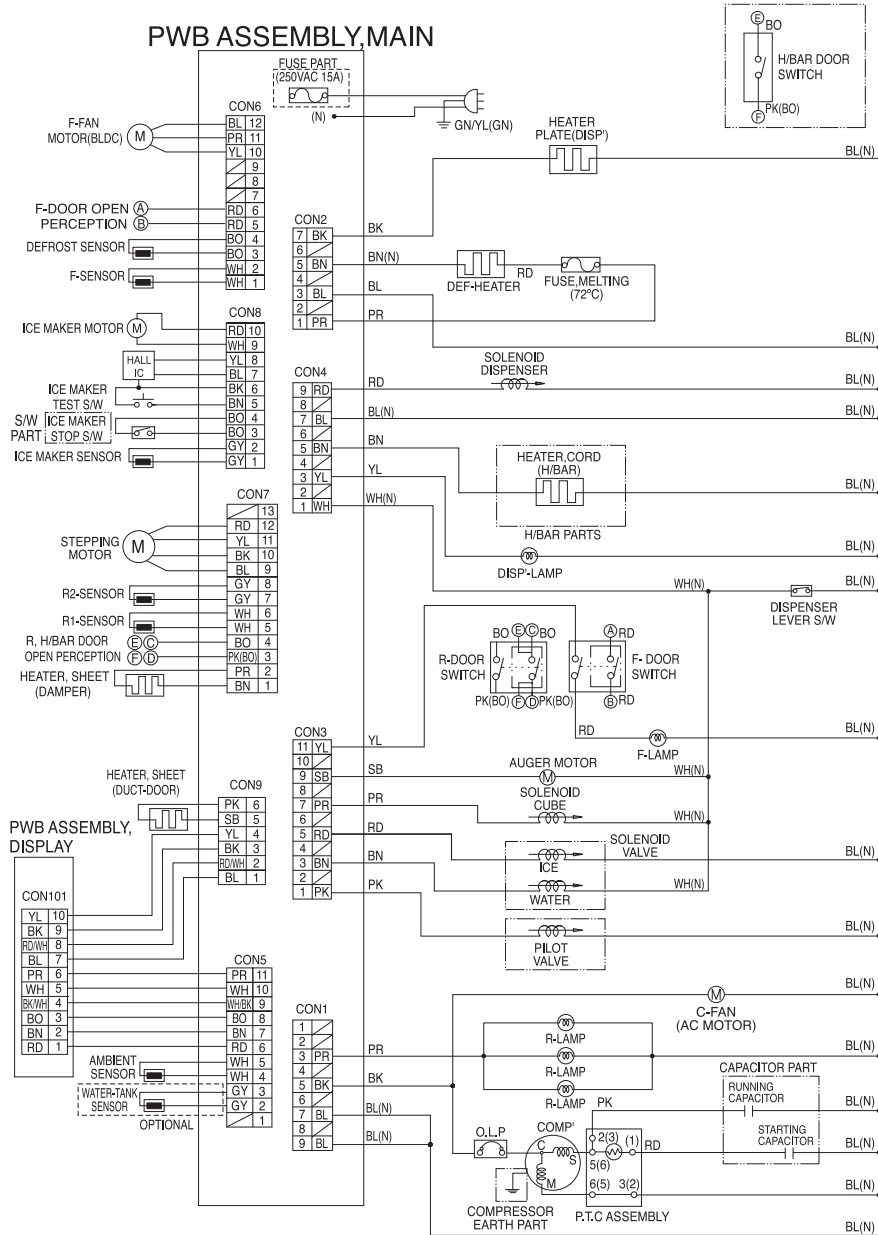 PWB ASSEMBLY,MAIN
FUSE PART
(250VAC 15A)
(N)
GN/YL(GN)
E
BO
H/BAR DOOR
SWITCH
PK(BO)
F
F-FAN
MOTOR(BLDC)
M
CON6
BL 12
PR 11
YL 10
9
8
7
RD 6
RD 5
BO 4
BO 3
WH 2
WH 1
F-DOOR OPEN A
PERCEPTION B
DEFROST SENSOR
F-SENSOR
CON8
RD 10
WH 9
YL 8
BL 7
BK 6
BN 5
BO 4
BO 3
GY 2
GY 1
ICE MAKER MOTOR M
HALL
IC
ICE MAKER
TEST S/W
S/W
PART
ICE MAKER
STOP S/W
ICE MAKER SENSOR
CON7
13
RD 12
YL 11
BK 10
BL 9
GY 8
GY 7
WH 6
WH 5
BO 4
PK(BO) 3
PR 2
BN 1
STEPPING
MOTOR
M
R2-SENSOR
R1-SENSOR
R, H/BAR DOOR E C
OPEN PERCEPTION F D
HEATER, SHEET
(DAMPER)
HEATER, SHEET
(DUCT-DOOR)
CON9
PK 6
SB 5
YL 4
BK 3
RD/WH 2
BL 1
PWB ASSEMBLY,
DISPLAY
CON101
YL 10
BK 9
RD/WH 8
BL 7
PR 6
WH 5
BK/WH 4
BO 3
BN 2
RD 1
CON5
PR 11
WH 10
WH/BK 9
BO 8
BN 7
RD 6
WH 5
WH 4
GY 3
GY 2
1
AMBIENT
SENSOR
WATER-TANK
SENSOR
OPTIONAL
CON2
7 BK
6
5 BN
4
3 BL
2
1 PR
BK
BN(N)
BL
PR
HEATER
PLATE(DISP')
BL(N)
DEF-HEATER
RD
FUSE,MELTING
(72ºC)
BL(N)
CON4
9 RD
8
7 BL
6
5 BN
4
3 YL
2
1 WH
RD
BL(N)
BN
YL
WH(N)
SOLENOID
DISPENSER
BL(N)
BL(N)
HEATER,CORD
(H/BAR)
H/BAR PARTS
BL(N)
DISP'-LAMP
BL(N)
WH(N)
BL(N)
DISPENSER
LEVER S/W
BO E C BO
R-DOOR
SWITCH
PK(BO) F D PK(BO)
A RD
F- DOOR
SWITCH
B RD
RD
F-LAMP
BL(N)
CON3
11 YL
10
9 SB
8
7 PR
6
5 RD
4
3 BN
2
1 PK
YL
SB
PR
RD
BN
PK
AUGER MOTOR
M
WH(N)
SOLENOID
CUBE
WH(N)
SOLENOID
VALVE
ICE
BL(N)
WATER
WH(N)
PILOT
VALVE
BL(N)
CON1
1
2
3 PR
4
5 BK
6
7 BL
8
9 BL
PR
BK
BL(N)
BL(N)
M
C-FAN
(AC MOTOR)
BL(N)
R-LAMP
R-LAMP
R-LAMP
BL(N)
CAPACITOR PART
RUNNING
CAPACITOR
BL(N)
STARTING
CAPACITOR
BL(N)
PK
O.L.P
COMP'
C
S
M
2(3)
(1)
RD
5(6)
6(5)
3(2)
BL(N)
COMPRESSOR
EARTH PART
P.T.C ASSEMBLY
BL(N)